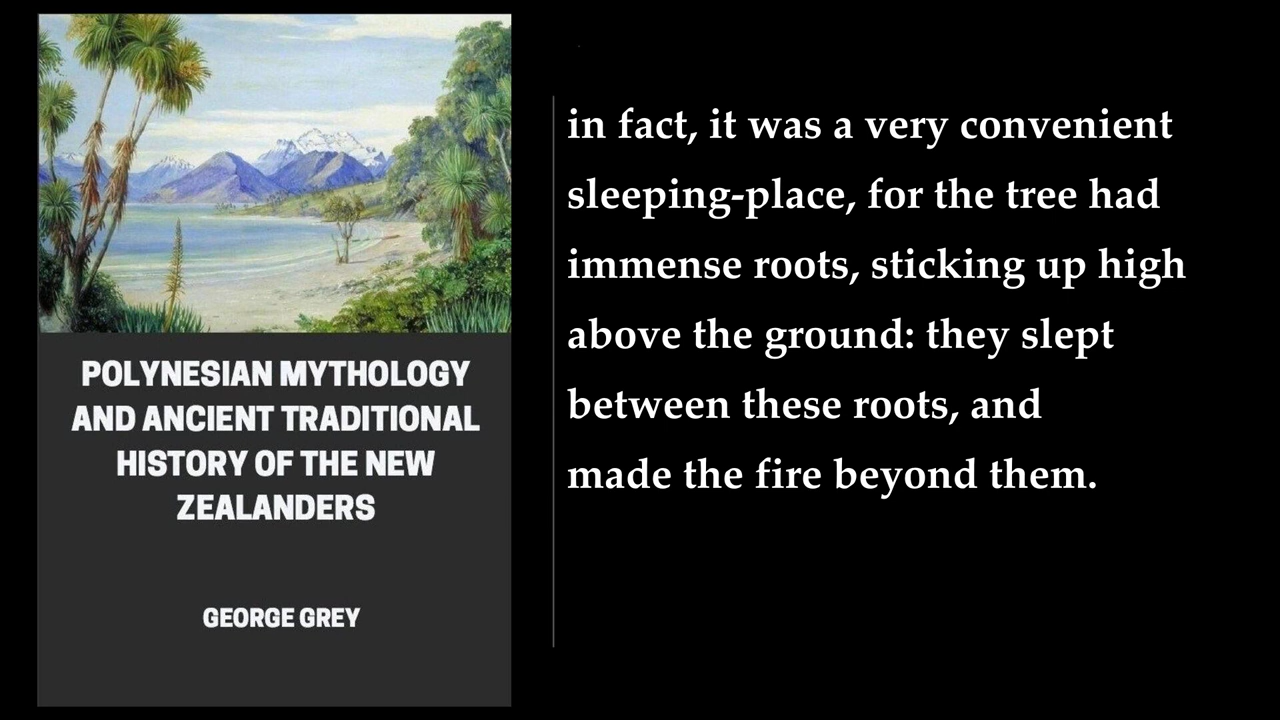 POLYNESIAN MYTHOLOGY
AND ANCIENT TRADITIONAL
HISTORY OF THE NEW
ZEALANDERS
GEORGE GREY
in fact, it was a very convenient
sleeping-place, for the tree had
immense roots, sticking up high
above the ground: they slept
between these roots, and
made the fire beyond them.